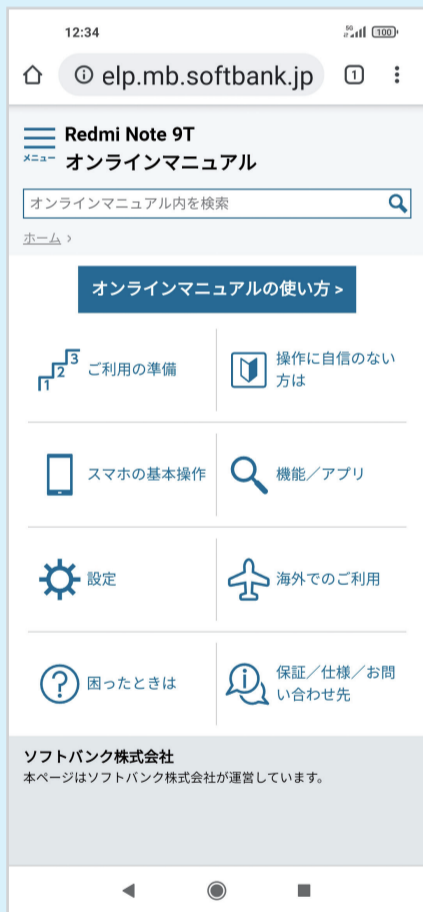 12:34
5G
100
elp.mb.softbank.jp
1
Redmi Note 9T
メニュー
オンラインマニュアル
オンラインマニュアル内を検索
ホーム ›
オンラインマニュアルの使い方 >
1 2 3
ご利用の準備
操作に自信のない
方は
スマホの基本操作
機能／アプリ
設定
海外でのご利用
?
困ったときは
i
保証／仕様／お問
い合わせ先
ソフトバンク株式会社
本ページはソフトバンク株式会社が運営しています。